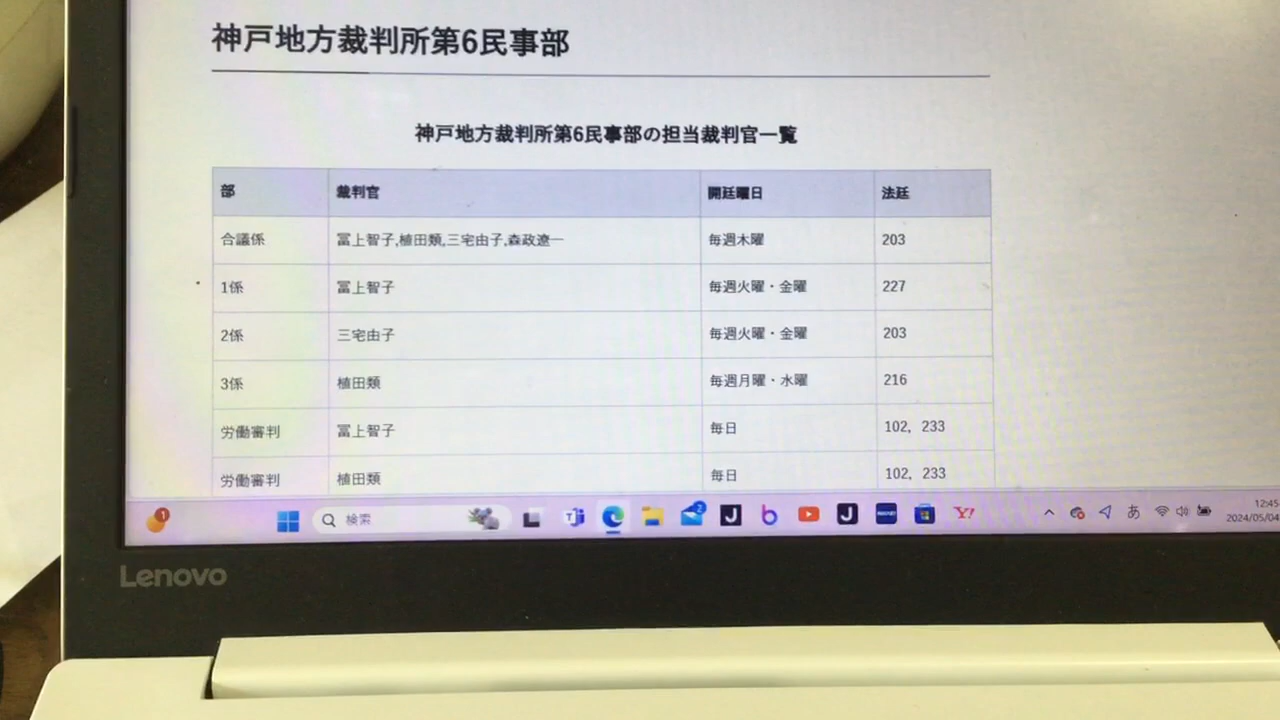 神戸地方裁判所第6民事部
神戸地方裁判所第6民事部の担当裁判官一覧
部 裁判官 開廷曜日 法廷
合議係 冨上智子,植田類,三宅由子,森政遼一 毎週木曜 203
1係 冨上智子 毎週火曜・金曜 227
2係 三宅由子 毎週火曜・金曜 203
3係 植田類 毎週月曜・水曜 216
労働審判 冨上智子 毎日 102，233
労働審判 植田類 毎日 102，233
1 検索 2 J b J Y! あ 12:45
2024/05/04
Lenovo